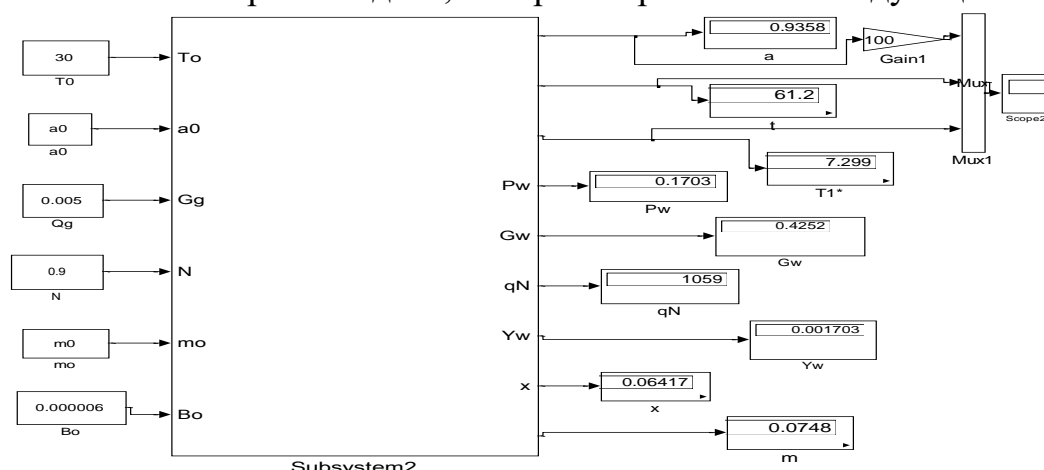 0.9358
a
100
Gain1
30
T0
To
61.2
t
Mux
Mux1
Scope2
a0
a0
a0
7.299
T1*
0.005
Qg
Gg
Pw
0.1703
Pw
Gw
0.4252
Gw
0.9
N
N
qN
1059
qN
m0
mo
mo
Yw
0.001703
Yw
0.000006
Bo
Bo
x
0.06417
x
0.0748
m
Subsystem2